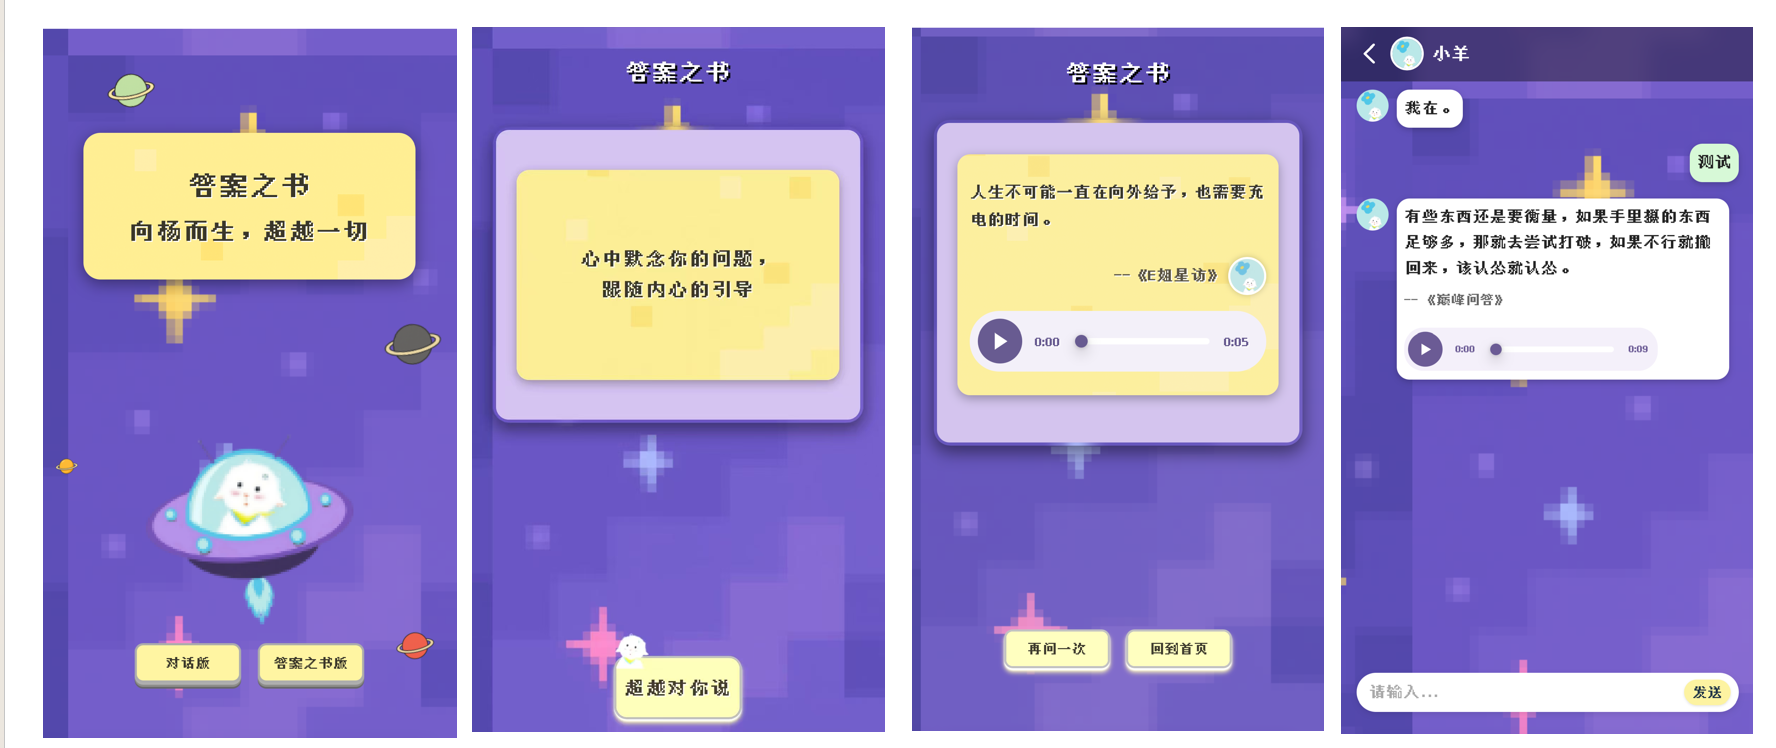 答案之书
向杨而生，超越一切
对话版
答案之书版
答案之书
心中默念你的问题，
跟随内心的引导
超越对你说
答案之书
人生不可能一直在向外给予，也需要充
电的时间。
--《E姐星访》
0:00
0:05
再问一次
回到首页
小羊
我在。
测试
有些东西还是要衡量，如果手里攥的东西
足够多，那就去尝试打破，如果不行就撤
回来，该认怂就认怂。
--《巅峰问答》
0:00
0:09
请输入...
发送